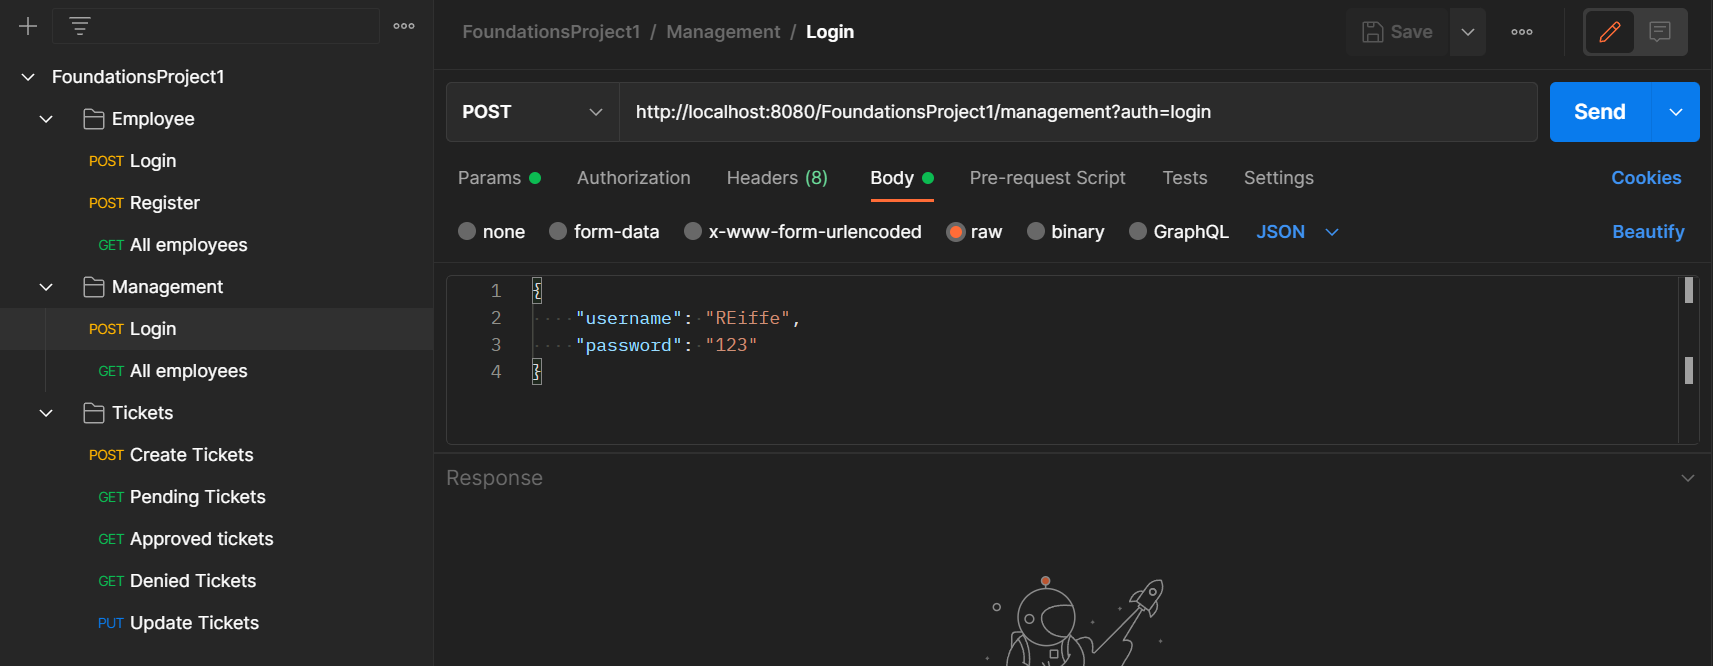 FoundationsProject1
Employee
POST Login
POST Register
GET All employees
Management
POST Login
GET All employees
Tickets
POST Create Tickets
GET Pending Tickets
GET Approved tickets
GET Denied Tickets
PUT Update Tickets
FoundationsProject1 / Management / Login
Save
POST
http://localhost:8080/FoundationsProject1/management?auth=login
Send
Params Authorization Headers (8) Body Pre-request Script Tests Settings Cookies
none form-data x-www-form-urlencoded raw binary GraphQL JSON Beautify
1 {
2 "username": "REiffe",
3 "password": "123"
4 }
Response